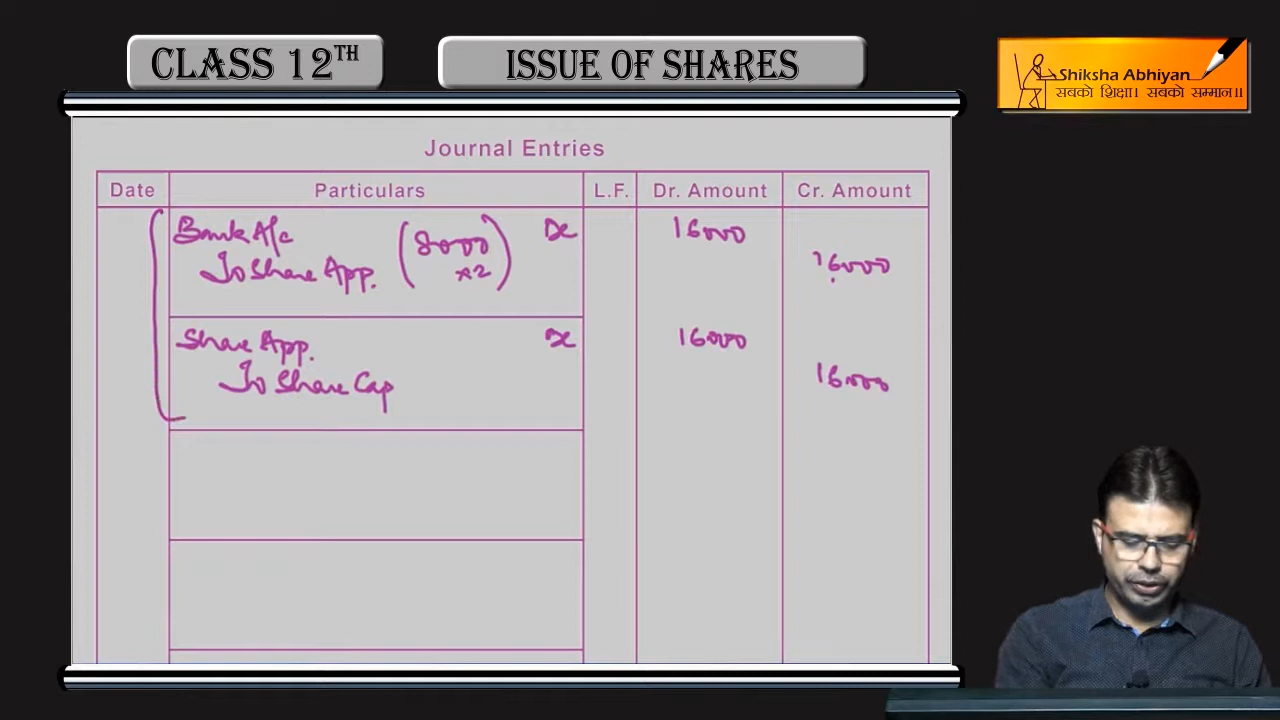 CLASS 12TH
ISSUE OF SHARES
Shiksha Abhiyan
सबको शिक्षा। सबको सम्मान।।
Journal Entries
Date Particulars L.F. Dr. Amount Cr. Amount
Bank A/c (8000 Dr 16000
To Share App. ×2) 16000
Share App. Dr 16000
To Share Cap 16000